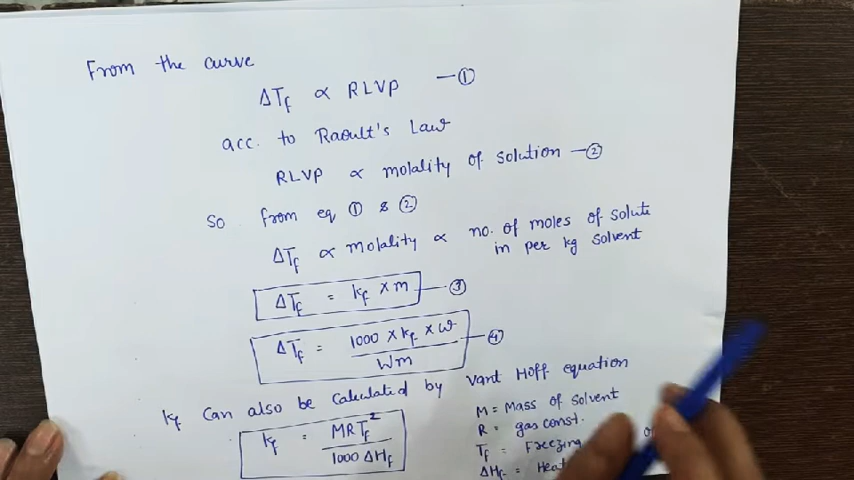 From the curve
ΔTf ∝ RLVP —①
acc. to Raoult's Law
RLVP ∝ molality of solution —②
So from eq ① & ②
ΔTf ∝ molality ∝ no. of moles of solute
in per kg solvent
ΔTf = kf × m —③
ΔTf = 1000 × kf × w / Wm —④
kf can also be calculated by Vant Hoff equation
kf = MRTf² / 1000 ΔHf
M = Mass of solvent
R = gas const.
Tf = Freezing
ΔHf = Heat